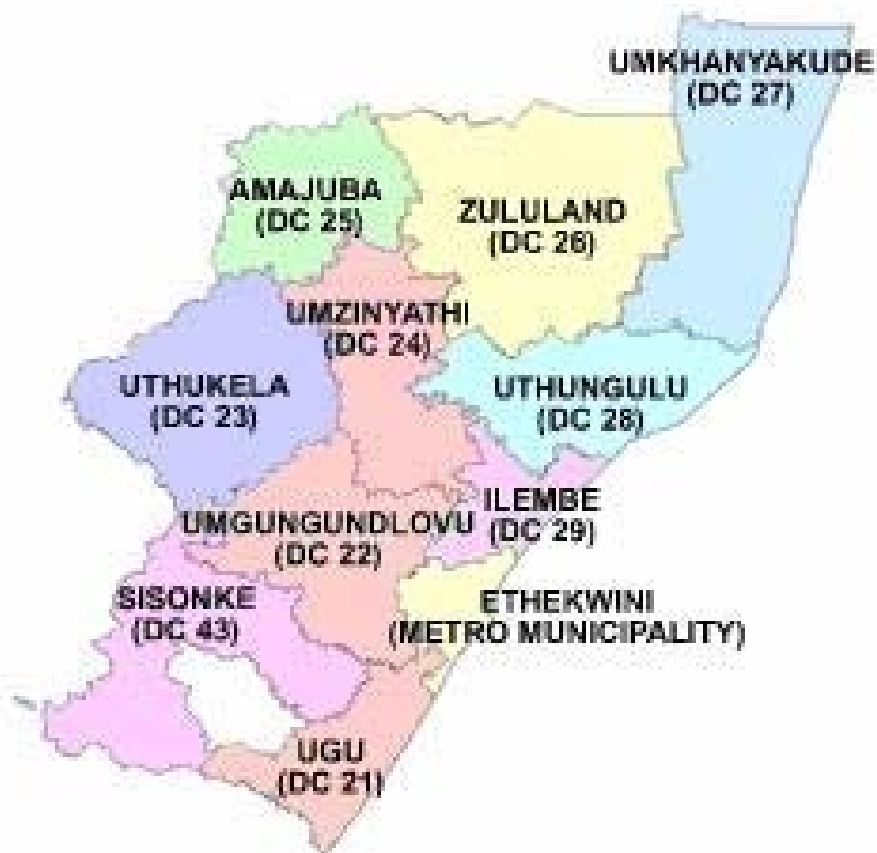 UMKHANYAKUDE
(DC 27)
AMAJUBA
(DC 25)
ZULULAND
(DC 26)
UMZINYATHI
(DC 24)
UTHUKELA
(DC 23)
UTHUNGULU
(DC 28)
ILEMBE
(DC 29)
UMGUNGUNDLOVU
(DC 22)
SISONKE
(DC 43)
ETHEKWINI
(METRO MUNICIPALITY)
UGU
(DC 21)